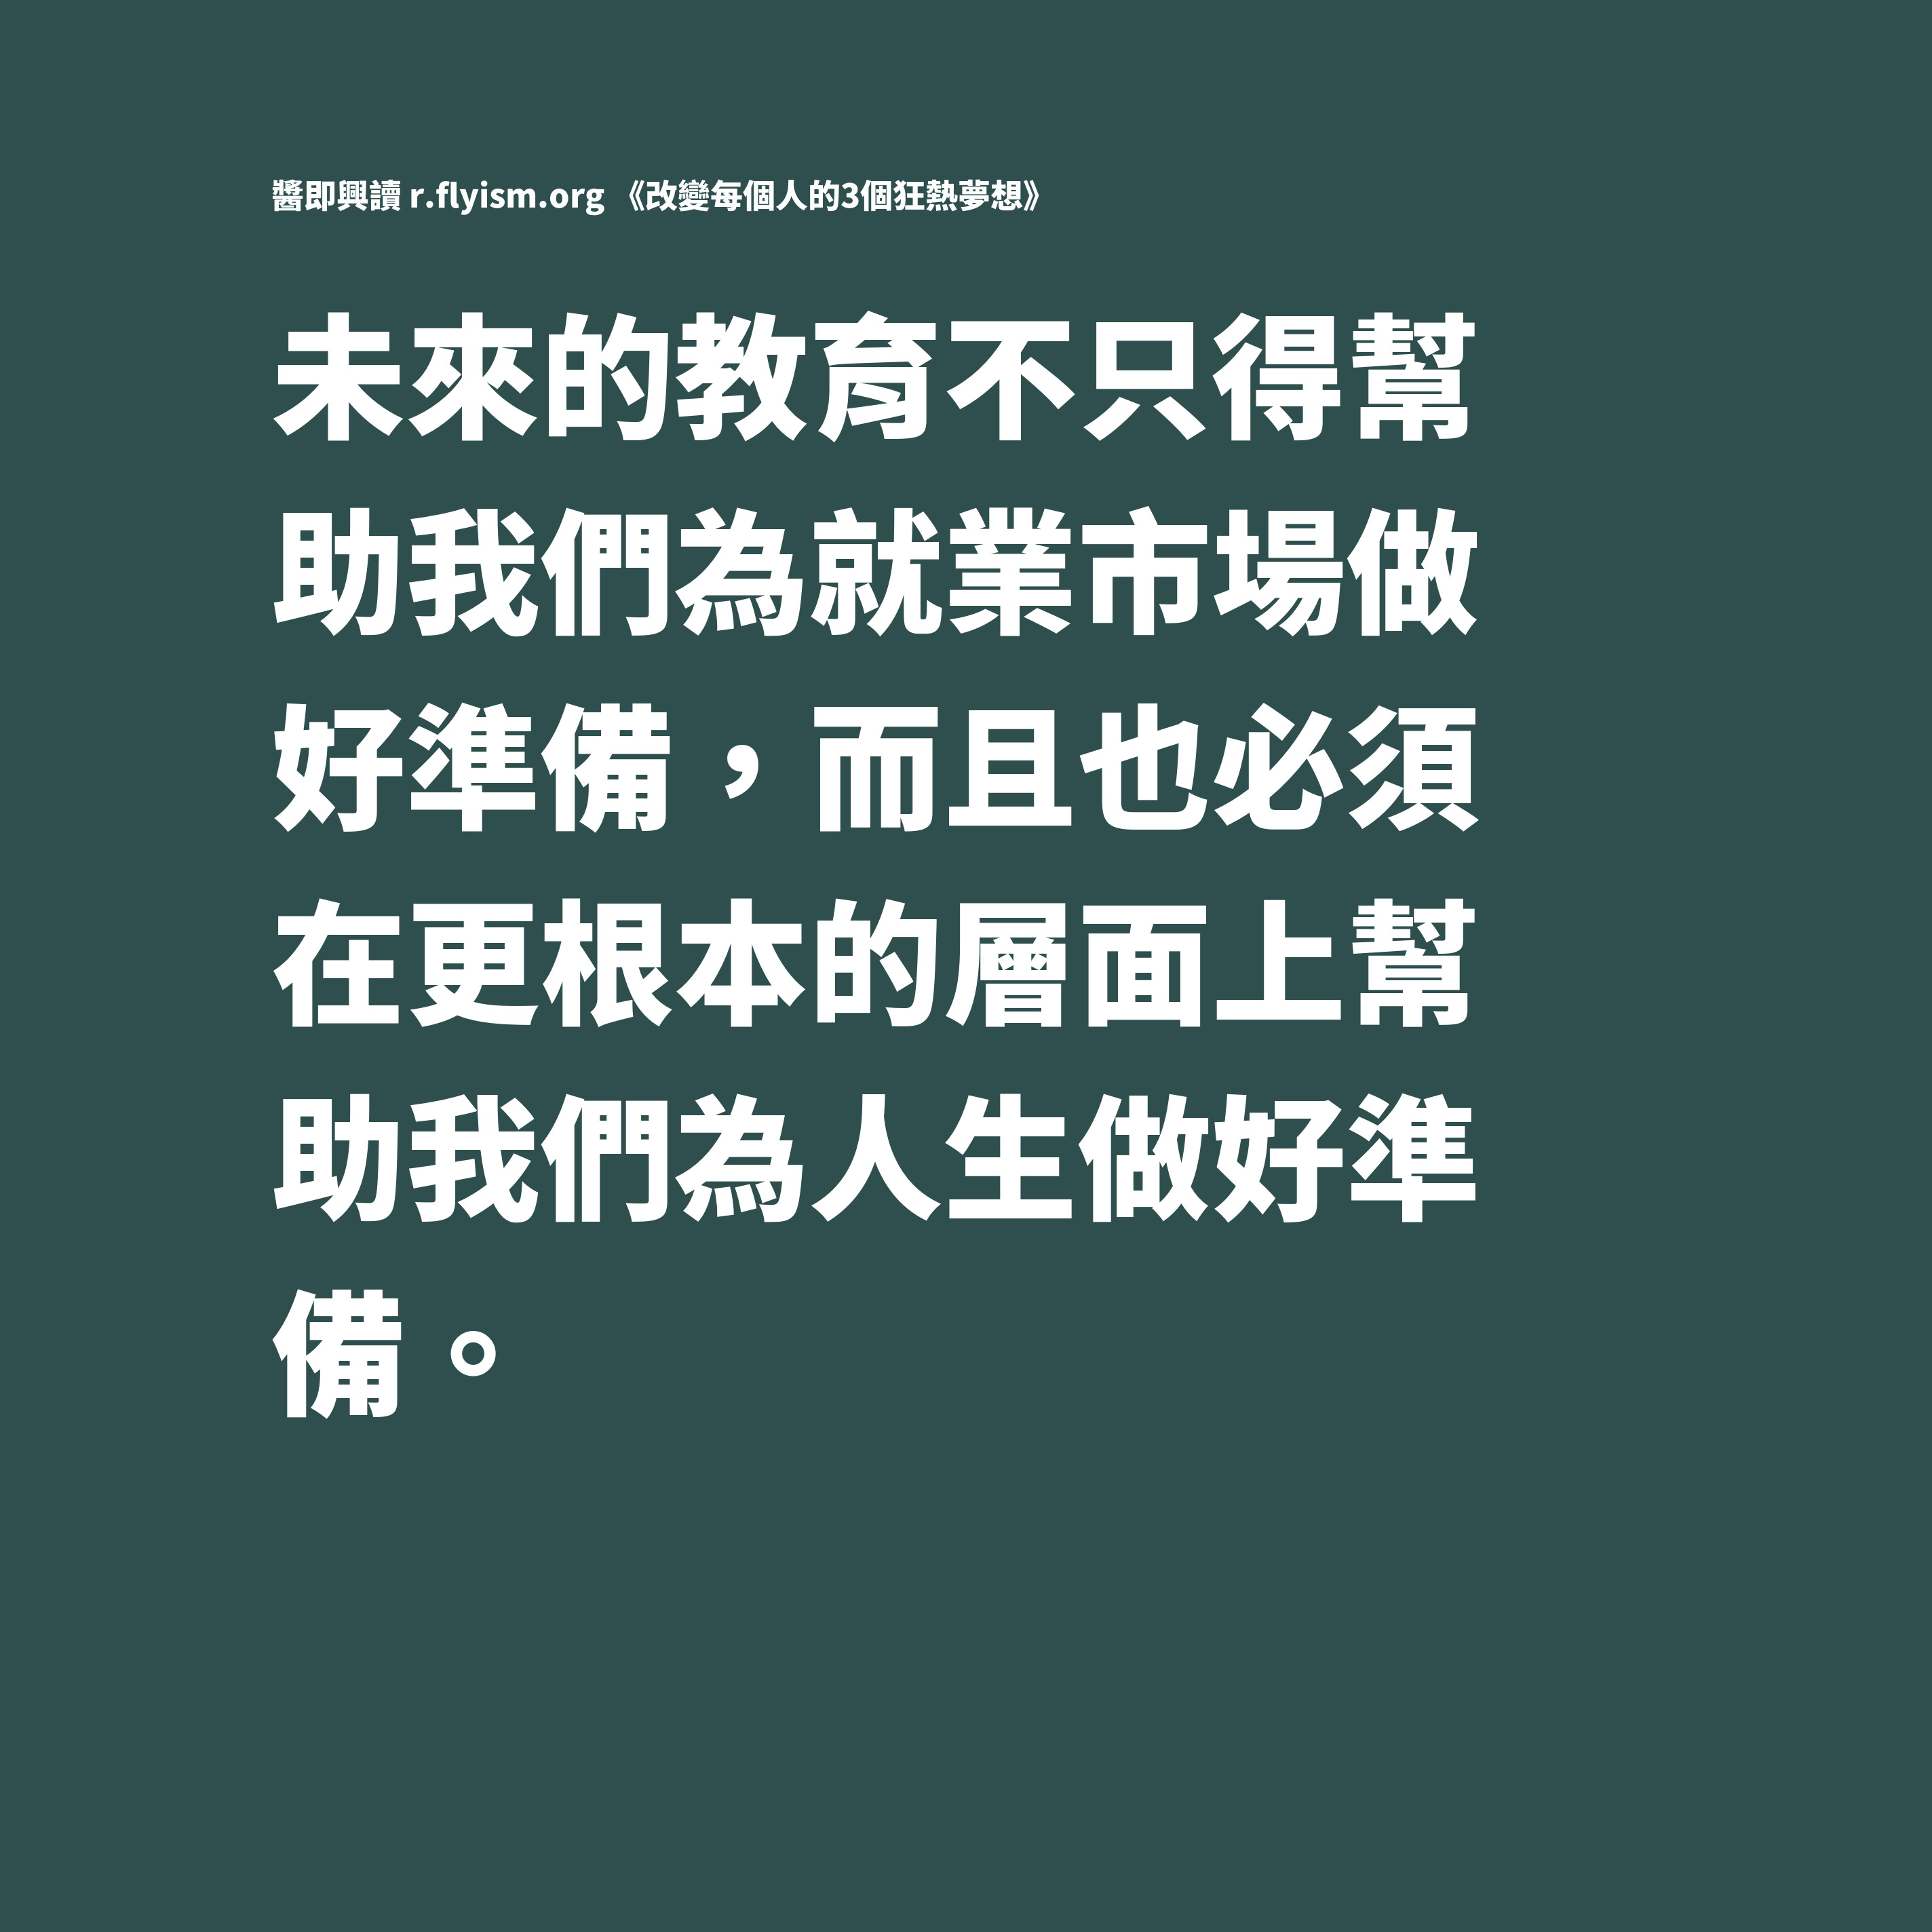 醫即興讀 r.rflyism.org《改變每個人的3個狂熱夢想》
未來的教育不只得幫
助我們為就業市場做
好準備，而且也必須
在更根本的層面上幫
助我們為人生做好準
備。